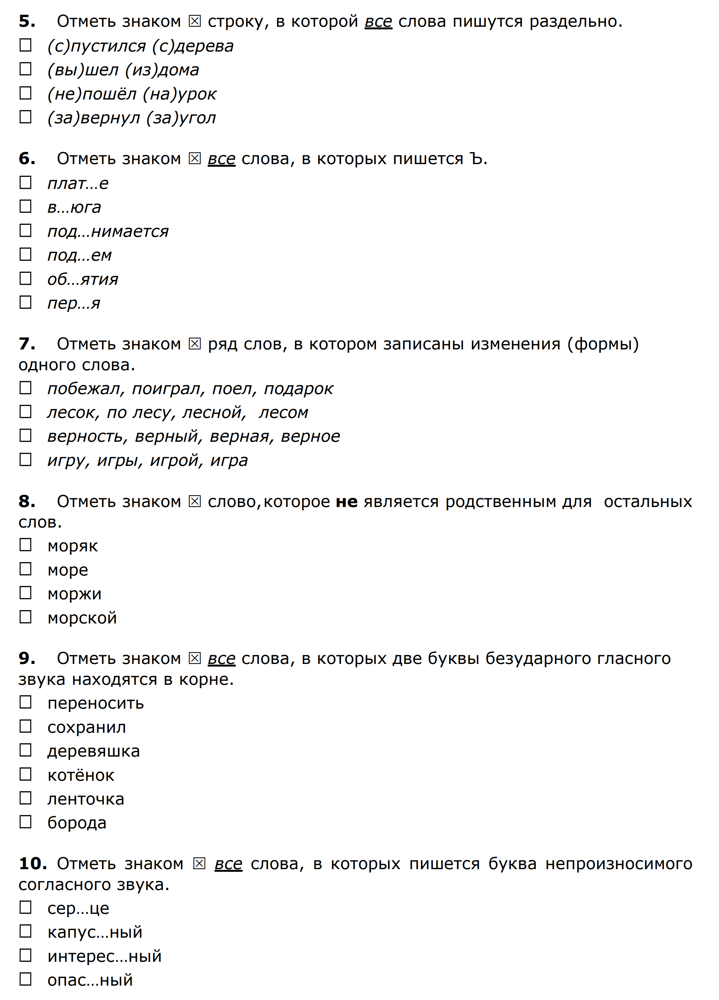 5. Отметь знаком ☒ строку, в которой все слова пишутся раздельно.
☐ (с)пустился (с)дерева
☐ (вы)шел (из)дома
☐ (не)пошёл (на)урок
☐ (за)вернул (за)угол
6. Отметь знаком ☒ все слова, в которых пишется Ъ.
☐ плат...е
☐ в...юга
☐ под...нимается
☐ под...ем
☐ об...ятия
☐ пер...я
7. Отметь знаком ☒ ряд слов, в котором записаны изменения (формы)
одного слова.
☐ побежал, поиграл, поел, подарок
☐ лесок, по лесу, лесной, лесом
☐ верность, верный, верная, верное
☐ игру, игры, игрой, игра
8. Отметь знаком ☒ слово,которое не является родственным для остальных
слов.
☐ моряк
☐ море
☐ моржи
☐ морской
9. Отметь знаком ☒ все слова, в которых две буквы безударного гласного
звука находятся в корне.
☐ переносить
☐ сохранил
☐ деревяшка
☐ котёнок
☐ ленточка
☐ борода
10. Отметь знаком ☒ все слова, в которых пишется буква непроизносимого
согласного звука.
☐ сер...це
☐ капус...ный
☐ интерес...ный
☐ опас...ный